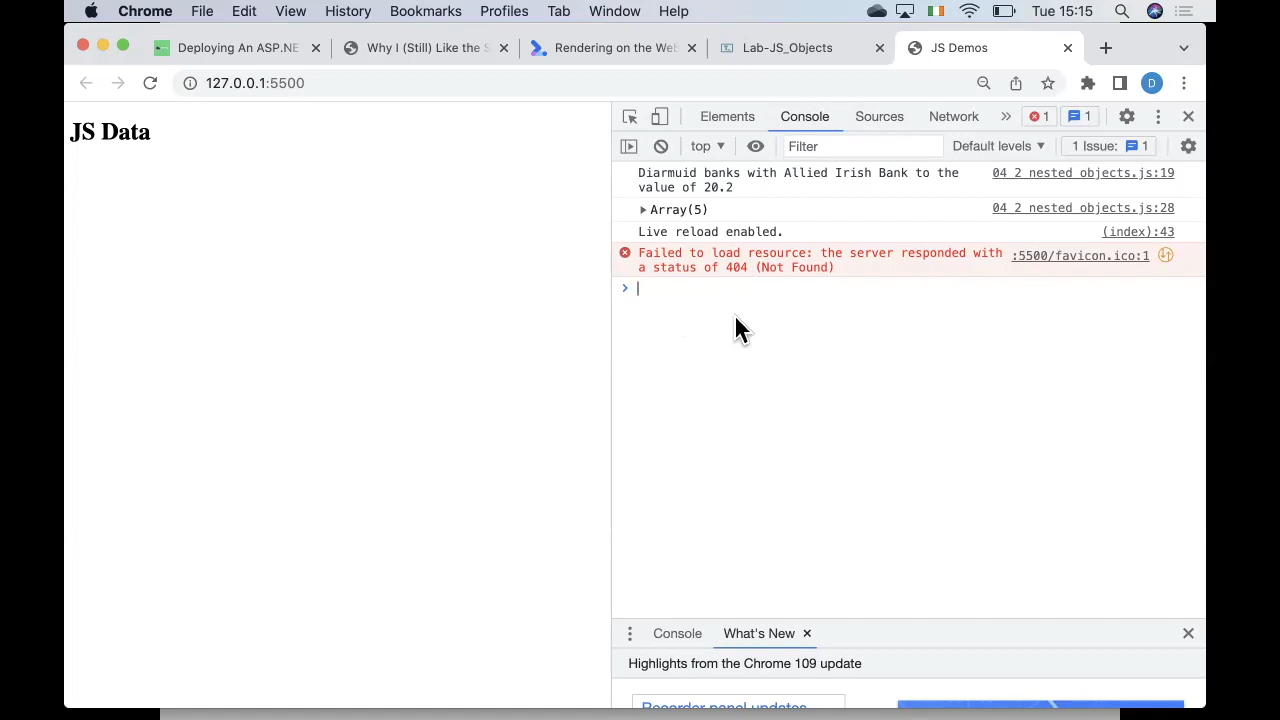 Chrome File Edit View History Bookmarks Profiles Tab Window Help Tue 15:15
Deploying An ASP.NE Why I (Still) Like the S Rendering on the Web Lab-JS_Objects JS Demos
127.0.0.1:5500 D
JS Data
Elements Console Sources Network 1 1
top Filter Default levels 1 Issue: 1
Diarmuid banks with Allied Irish Bank to the 04 2 nested objects.js:19
value of 20.2
Array(5) 04 2 nested objects.js:28
Live reload enabled. (index):43
Failed to load resource: the server responded with :5500/favicon.ico:1
a status of 404 (Not Found)
Console What's New
Highlights from the Chrome 109 update
Recorder panel updates